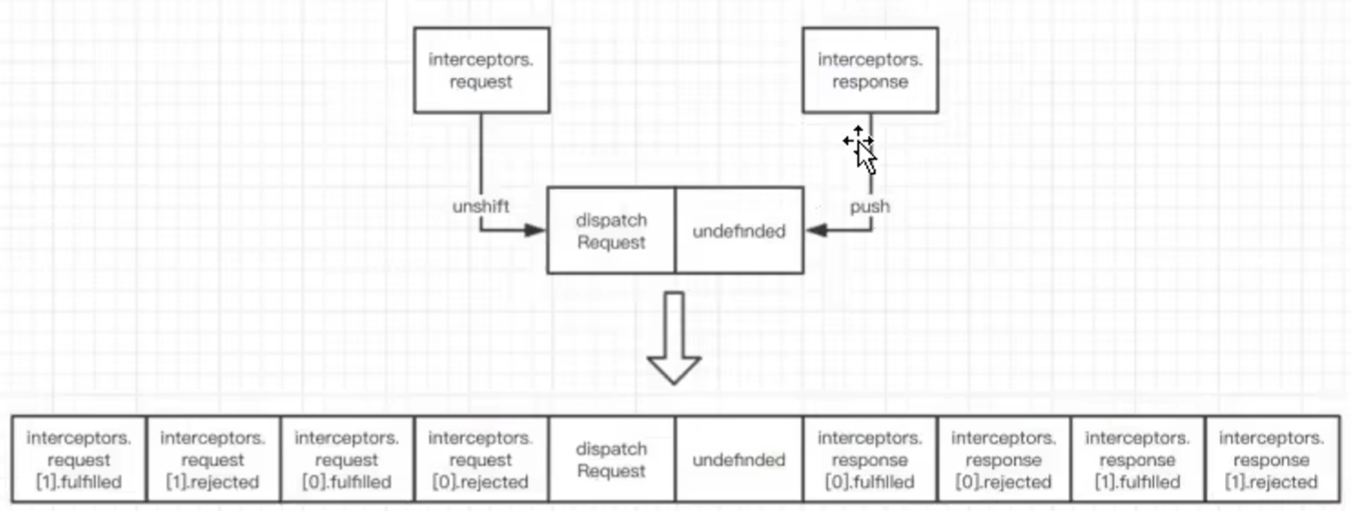 interceptors.
request
interceptors.
response
unshift
push
dispatch
Request
undefinded
interceptors.
request
[1].fulfilled
interceptors.
request
[1].rejected
interceptors.
request
[0].fulfilled
interceptors.
request
[0].rejected
dispatch
Request
undefinded
interceptors.
response
[0].fulfilled
interceptors.
response
[0].rejected
interceptors.
response
[1].fulfilled
interceptors.
response
[1].rejected